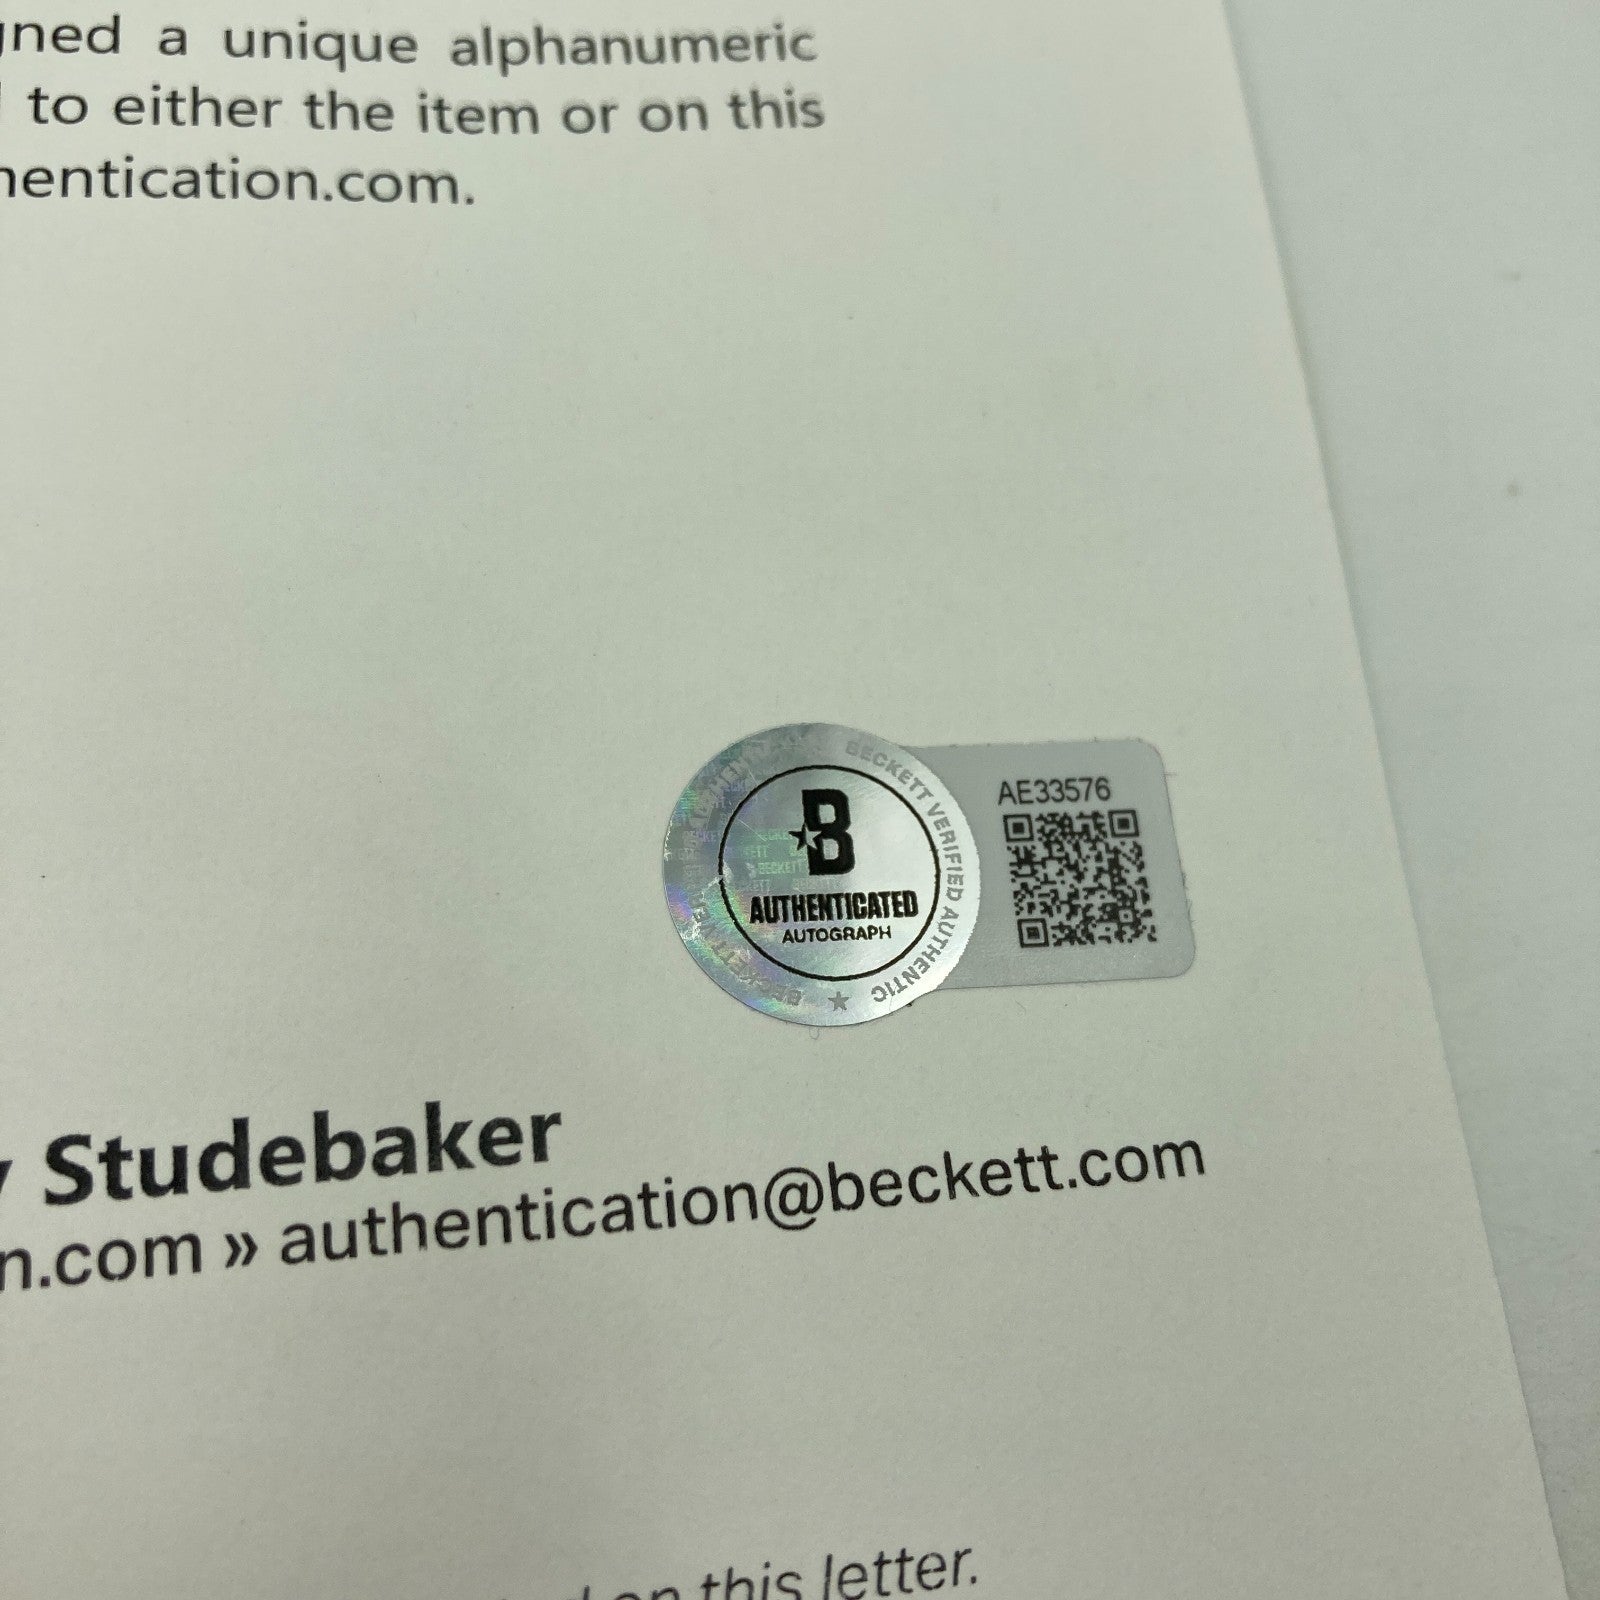 gned a unique alphanumeric
to either the item or on this
hentication.com.
BECKETT VERIFIED AUTHENTIC
B
AUTHENTICATED
AUTOGRAPH
AE33576
y Studebaker
n.com » authentication@beckett.com
on this letter.